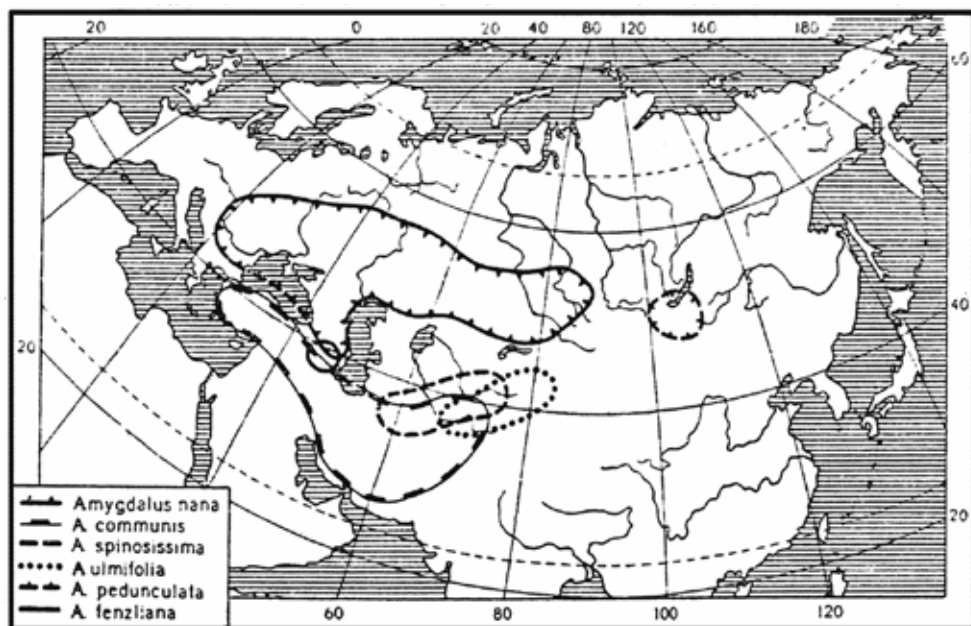 20 0 20 40 80 120 160 180
60
40
20
20
Amygdalus nana
A. communis
A. spinosissima
A. ulmifolia
A. pedunculata
A. fenzliana
60 80 100 120